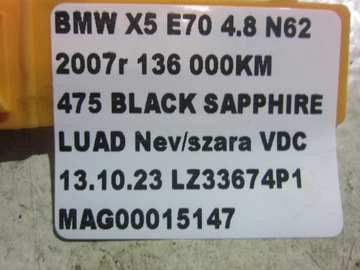 BMW X5 E70 4.8 N62
2007r 136 000KM
475 BLACK SAPPHIRE
LUAD Nev/szara VDC
13.10.23 LZ33674P1
MAG00015147